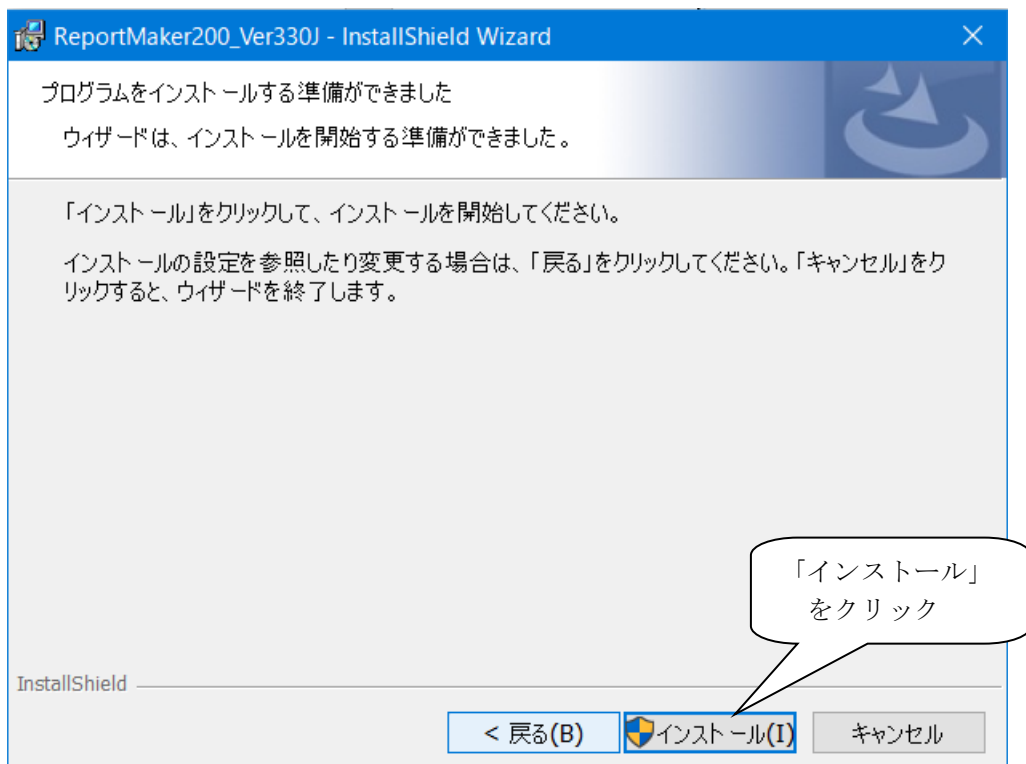 ReportMaker200_Ver330J - InstallShield Wizard
プログラムをインストールする準備ができました
ウィザードは、インストールを開始する準備ができました。
「インストール」をクリックして、インストールを開始してください。
インストールの設定を参照したり変更する場合は、「戻る」をクリックしてください。「キャンセル」をク
リックすると、ウィザードを終了します。
「インストール」
をクリック
InstallShield
< 戻る(B)
インストール(I)
キャンセル